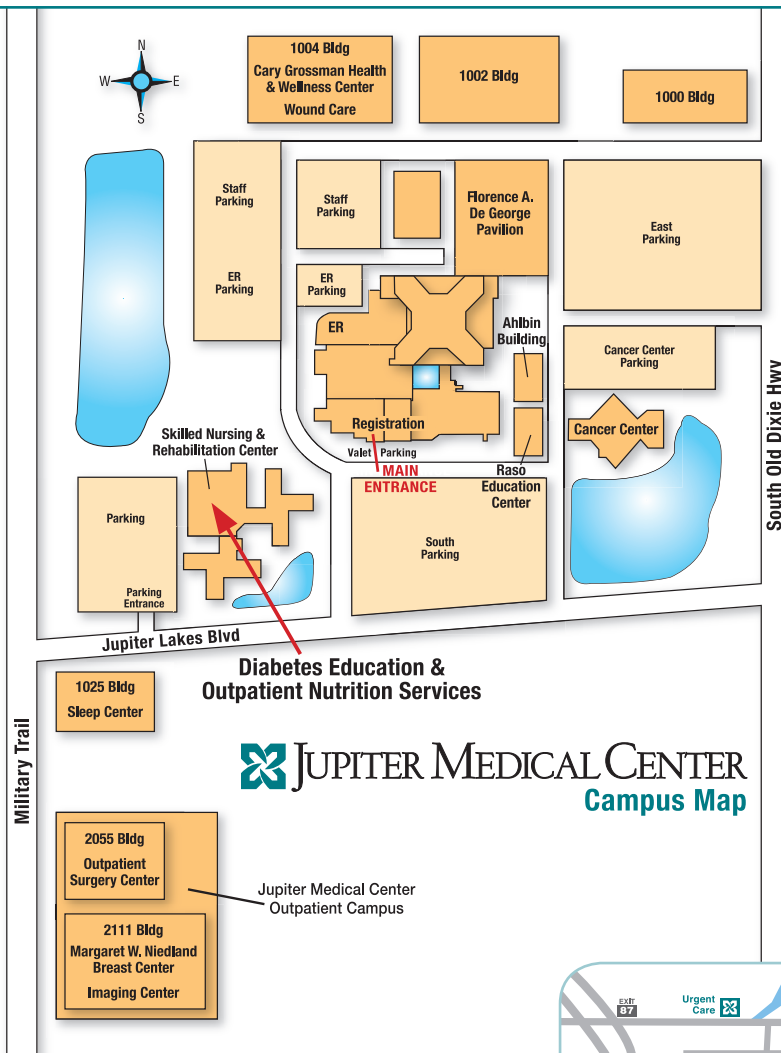 N
W
E
S
1004 Bldg
Cary Grossman Health
& Wellness Center
Wound Care
1002 Bldg
1000 Bldg
Staff
Parking
ER
Parking
Staff
Parking
Florence A.
De George
Pavilion
East
Parking
ER
Parking
ER
Ahlbin
Building
Cancer Center
Parking
Registration
Valet Parking
MAIN
ENTRANCE
Raso
Education
Center
Cancer Center
South Old Dixie Hwy
Skilled Nursing &
Rehabilitation Center
Parking
Parking
Entrance
South
Parking
Jupiter Lakes Blvd
Diabetes Education &
Outpatient Nutrition Services
1025 Bldg
Sleep Center
Military Trail
JUPITER MEDICAL CENTER
Campus Map
2055 Bldg
Outpatient
Surgery Center
Jupiter Medical Center
Outpatient Campus
2111 Bldg
Margaret W. Niedland
Breast Center
Imaging Center
EXIT
87
Urgent
Care